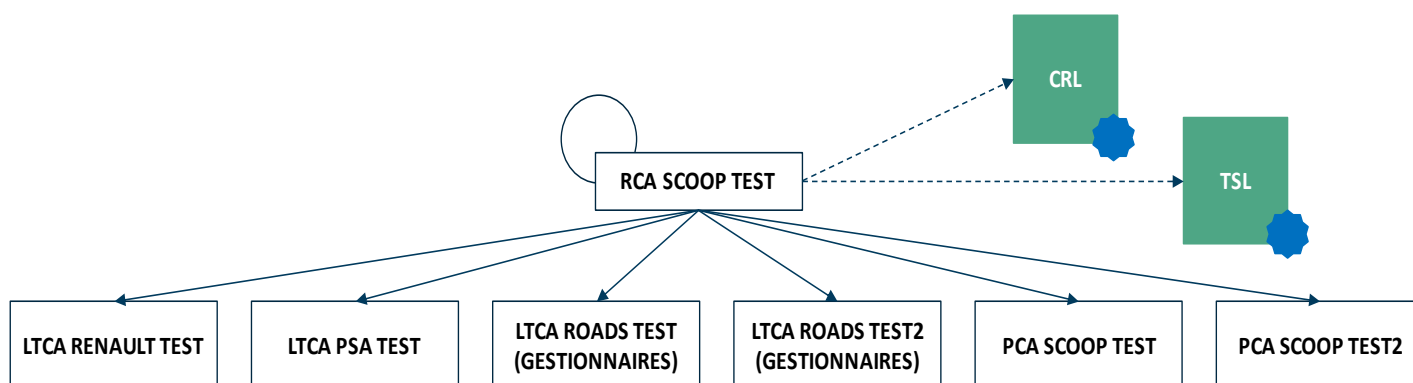 CRL
RCA SCOOP TEST
TSL
LTCA RENAULT TEST
LTCA PSA TEST
LTCA ROADS TEST
(GESTIONNAIRES)
LTCA ROADS TEST2
(GESTIONNAIRES)
PCA SCOOP TEST
PCA SCOOP TEST2